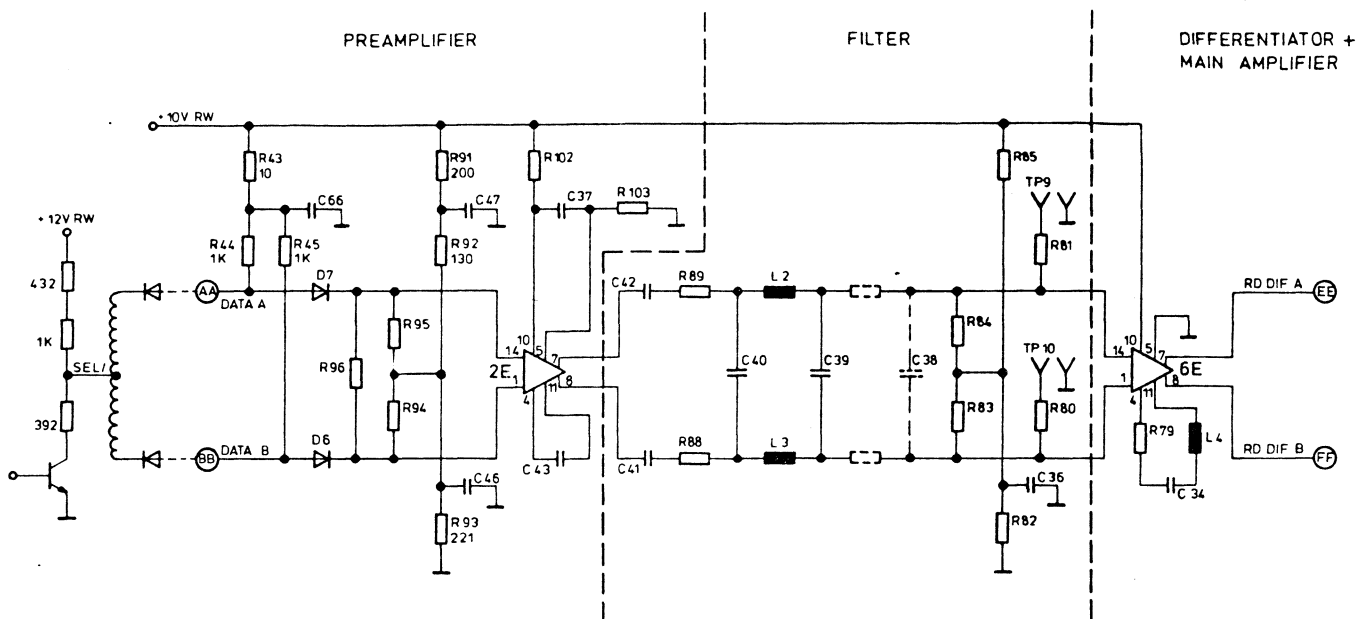 PREAMPLIFIER
FILTER
DIFFERENTIATOR +
MAIN AMPLIFIER
+10V RW
R43
10
R91
200
R102
R85
C66
C47
C37
R103
TP9
+12V RW
R44
1K
R45
1K
R92
130
R81
432
D7
C42
R89
L2
RD DIF A
EE
AA
DATA A
1K
R95
R84
14
10
5
7
8
11
4
1
2E
14
10
5
7
8
11
4
1
6E
SEL/
R96
C40
C39
C38
TP10
392
R94
R83
R80
R79
L4
BB
DATA B
D6
C43
C41
R88
L3
RD DIF B
FF
C46
C36
C34
R93
221
R82